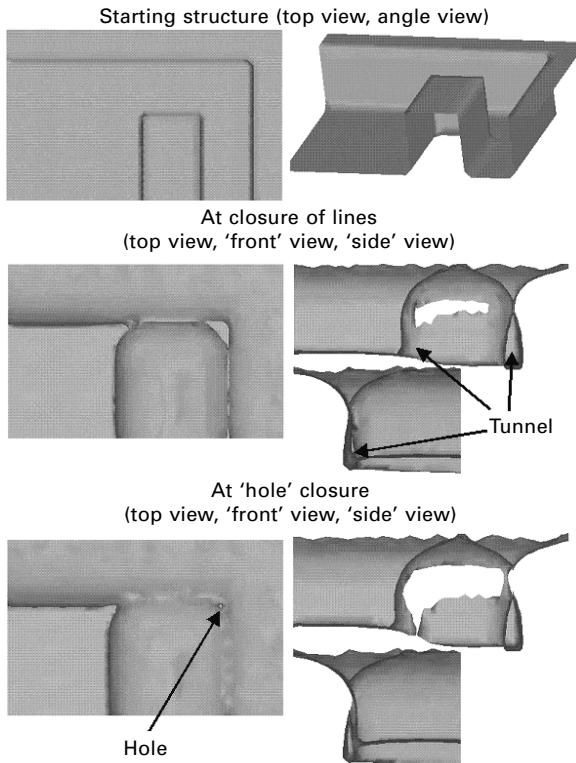 Starting structure (top view, angle view)
At closure of lines
(top view, ‘front’ view, ‘side’ view)
Tunnel
At ‘hole’ closure
(top view, ‘front’ view, ‘side’ view)
Hole